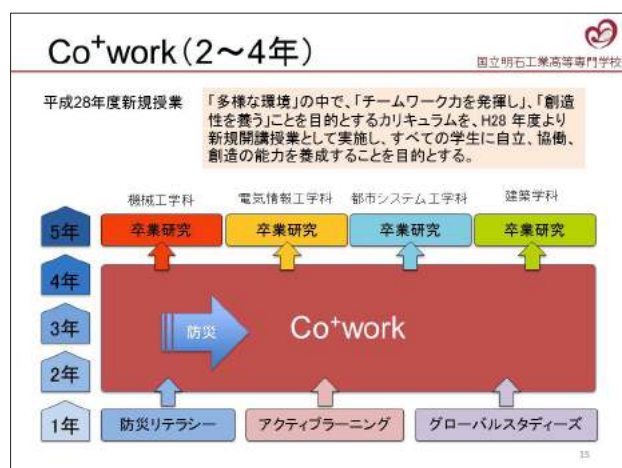 Co⁺work(2〜4年)
国立明石工業高等専門学校
平成28年度新規授業
「多様な環境」の中で、「チームワーク力を発揮し」、「創造
性を養う」ことを目的とするカリキュラムを、H28 年度より
新規開講授業として実施し、すべての学生に自立、協働、
創造の能力を養成することを目的とする。
機械工学科 電気情報工学科 都市システム工学科 建築学科
5年 卒業研究 卒業研究 卒業研究 卒業研究
4年
3年 防災 Co⁺work
2年
1年 防災リテラシー アクティブラーニング グローバルスタディーズ
15